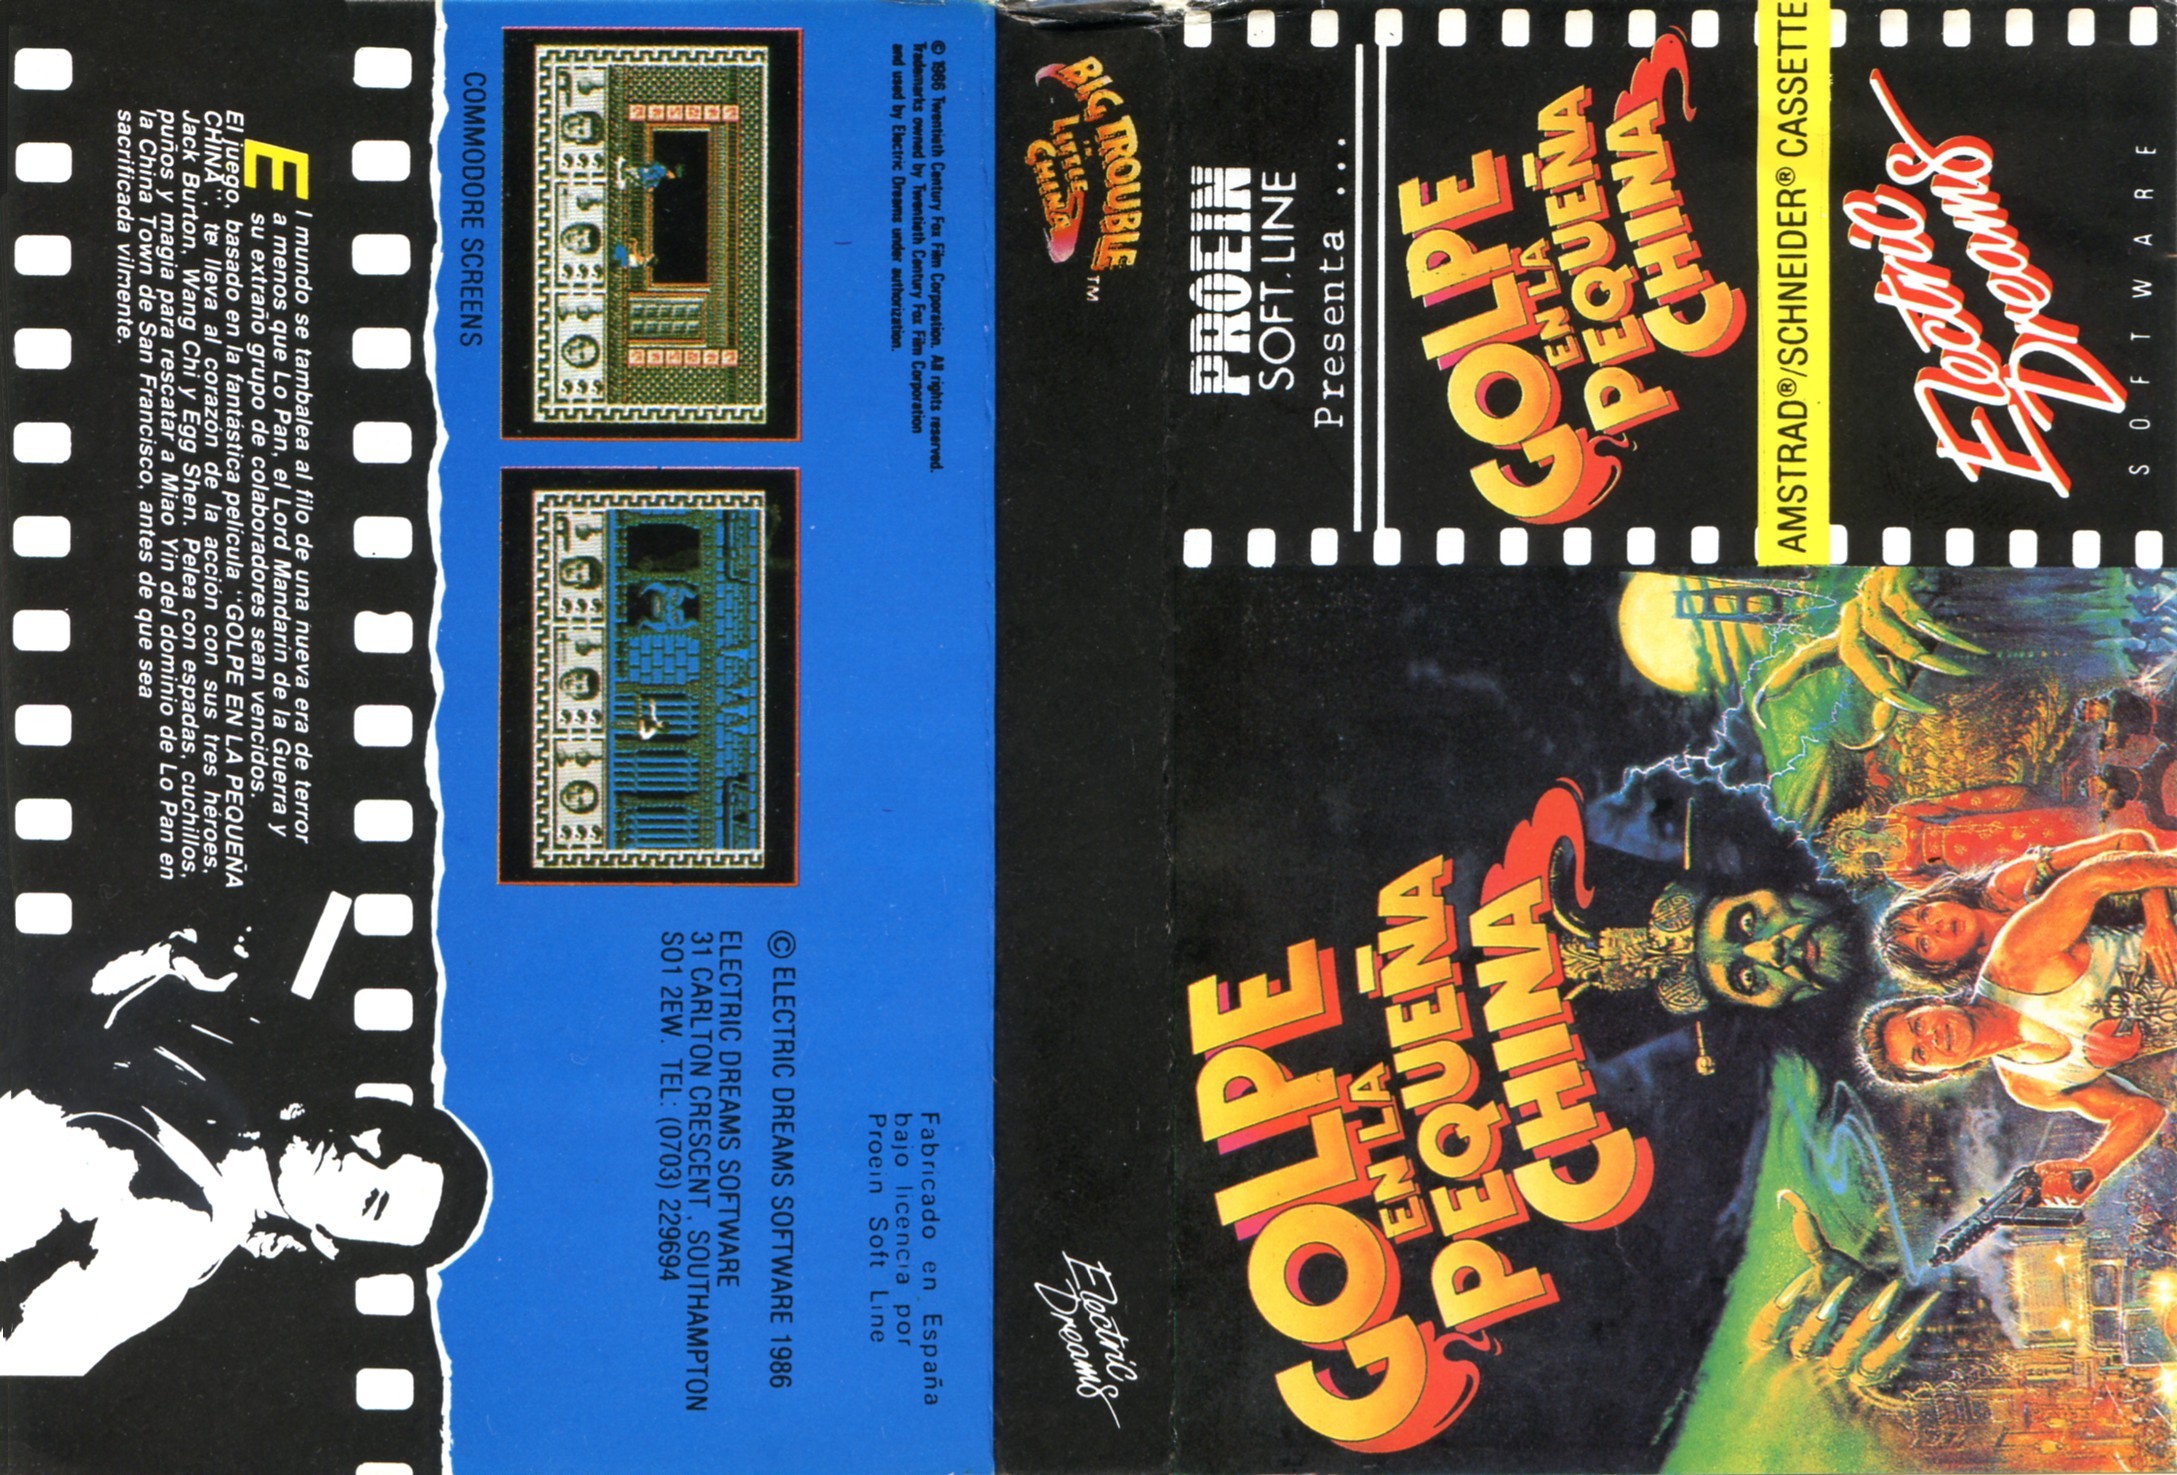 El mundo se tambalea al filo de una nueva era de terror
a menos que Lo Pan, el Lord Mandarín de la Guerra y
su extraño grupo de colaboradores sean vencidos.
El juego, basado en la fantástica película "GOLPE EN LA PEQUEÑA
CHINA", te lleva al corazón de la acción con sus tres héroes,
Jack Burton, Wang Chi y Egg Shen. Pelea con espadas, cuchillos,
puños y magia para rescatar a Miao Yin del dominio de Lo Pan en
la China Town de San Francisco, antes de que sea
sacrificada vilmente.
COMMODORE SCREENS
© 1986 Twentieth Century Fox Film Corporation. All rights reserved.
Trademarks owned by Twentieth Century Fox Film Corporation
and used by Electric Dreams under authorization.
© ELECTRIC DREAMS SOFTWARE 1986
ELECTRIC DREAMS SOFTWARE
31 CARLTON CRESCENT, SOUTHAMPTON
SO1 2EW. TEL: (0703) 229694
Fabricado en España
bajo licencia por
Proein Soft Line
BIG TROUBLE
IN
LITTLE
CHINA™
Electric
Dreams
PROEIN
SOFT. LINE
Presenta ...
GOLPE
EN LA
PEQUEÑA
CHINA
AMSTRAD®/SCHNEIDER® CASSETTE
Electric
Dreams
SOFTWARE
GOLPE
EN LA
PEQUEÑA
CHINA